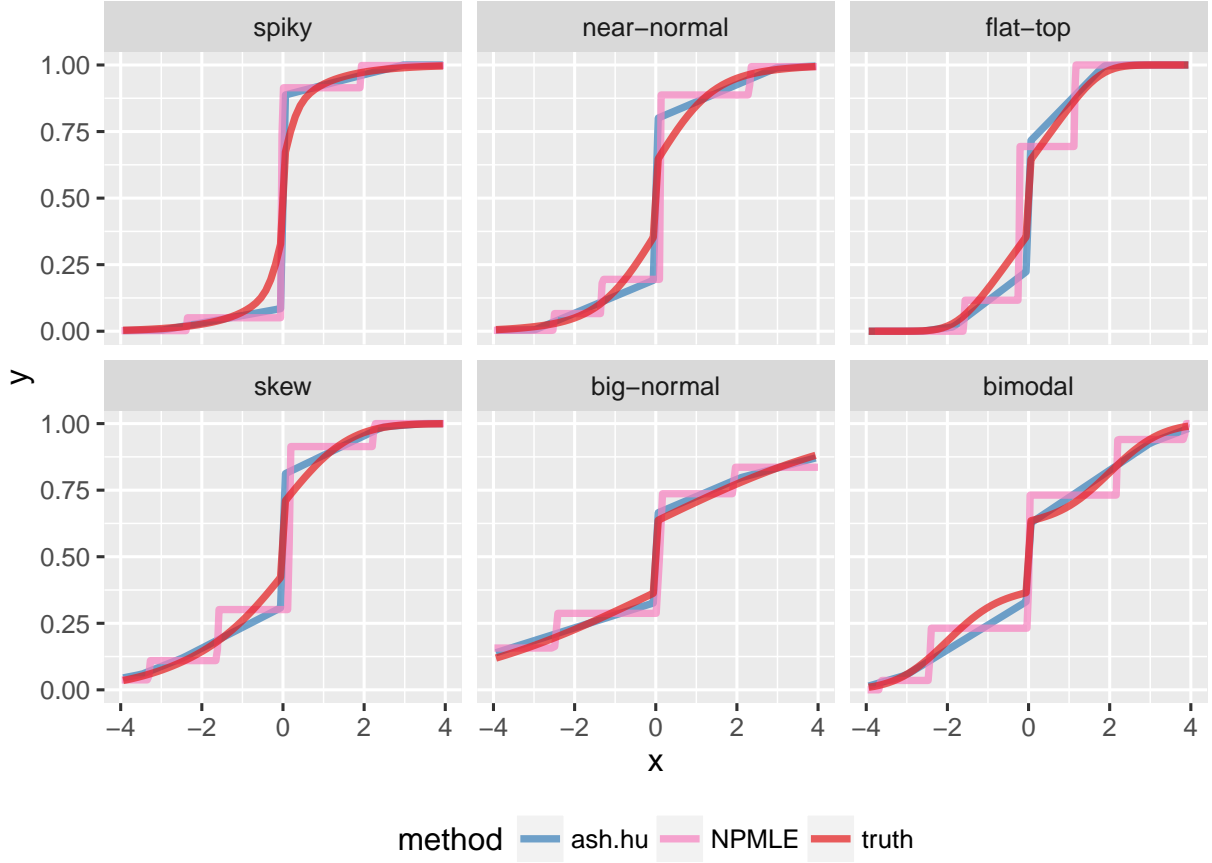 spiky near−normal flat−top
1.00
0.75
0.50
0.25
0.00
skew big−normal bimodal
1.00
0.75
0.50
0.25
0.00
−4 −2 0 2 4 −4 −2 0 2 4 −4 −2 0 2 4
x
y
method ash.hu NPMLE truth